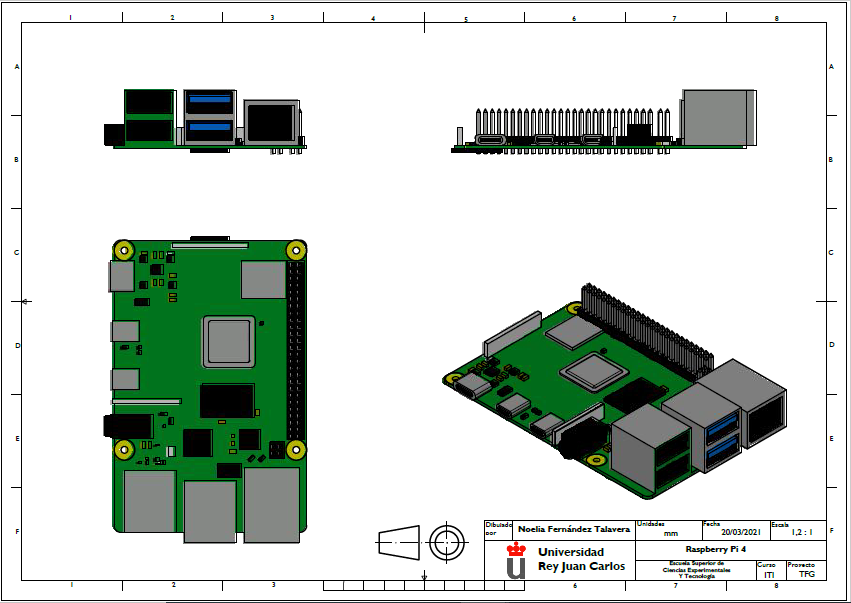 1 2 3 4 5 6 7 8
A A
B B
C C
D D
E E
F F
Dibujado por
Noelia Fernández Talavera
Unidades
mm
Fecha
20/03/2021
Escala
1,2 : 1
Universidad
Rey Juan Carlos
Raspberry Pi 4
Escuela Superior de
Ciencias Experimentales
Y Tecnología
Curso
ITI
Proyecto
TFG
1 2 3 6 7 8